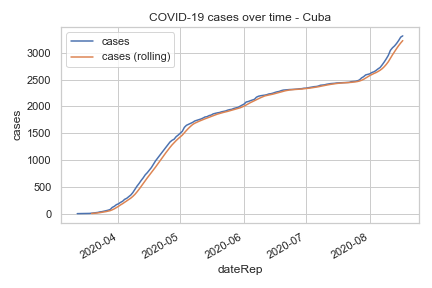 COVID-19 cases over time - Cuba
cases
cases (rolling)
3000
2500
2000
1500
1000
500
0
cases
2020-04
2020-05
2020-06
2020-07
2020-08
dateRep